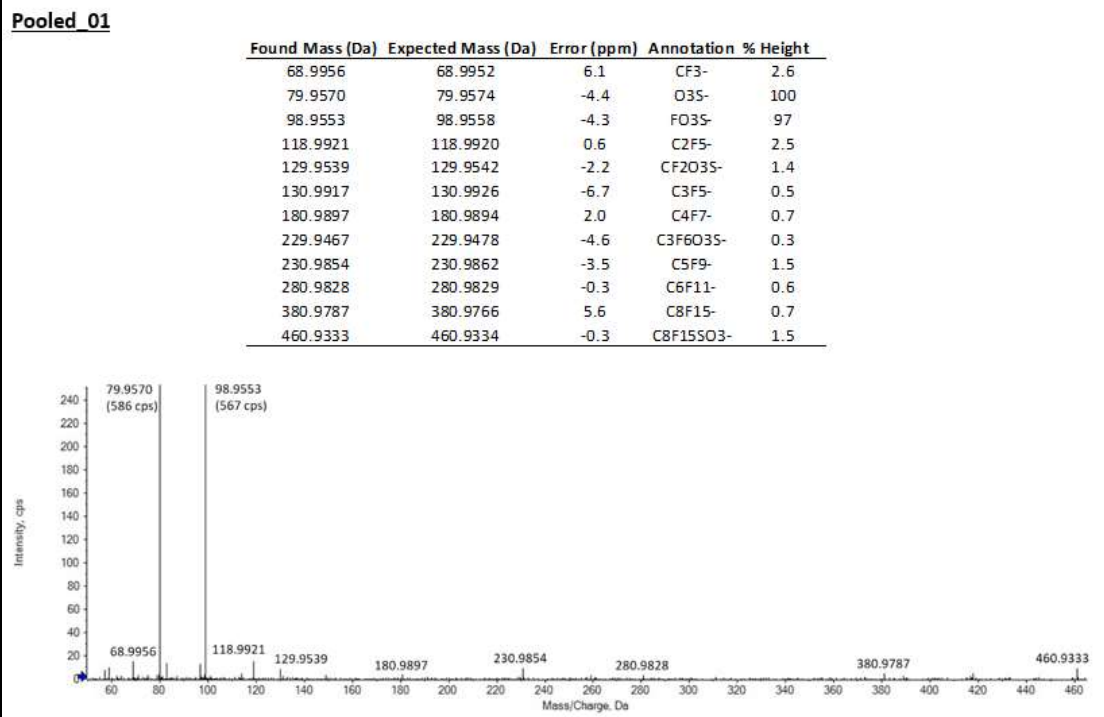 Pooled_01
Found Mass (Da) Expected Mass (Da) Error (ppm) Annotation % Height
68.9956 68.9952 6.1 CF3- 2.6
79.9570 79.9574 -4.4 O3S- 100
98.9553 98.9558 -4.3 FO3S- 97
118.9921 118.9920 0.6 C2F5- 2.5
129.9539 129.9542 -2.2 CF2O3S- 1.4
130.9917 130.9926 -6.7 C3F5- 0.5
180.9897 180.9894 2.0 C4F7- 0.7
229.9467 229.9478 -4.6 C3F6O3S- 0.3
230.9854 230.9862 -3.5 C5F9- 1.5
280.9828 280.9829 -0.3 C6F11- 0.6
380.9787 380.9766 5.6 C8F15- 0.7
460.9333 460.9334 -0.3 C8F15SO3- 1.5
79.9570 98.9553
(586 cps) (567 cps)
240
220
200
180
160
140
120
100
80
60
40
20
0
Intensity, cps
68.9956 118.9921 129.9539 180.9897 230.9854 280.9828 380.9787 460.9333
60 80 100 120 140 160 180 200 220 240 260 280 300 320 340 360 380 400 420 440 460
Mass/Charge, Da